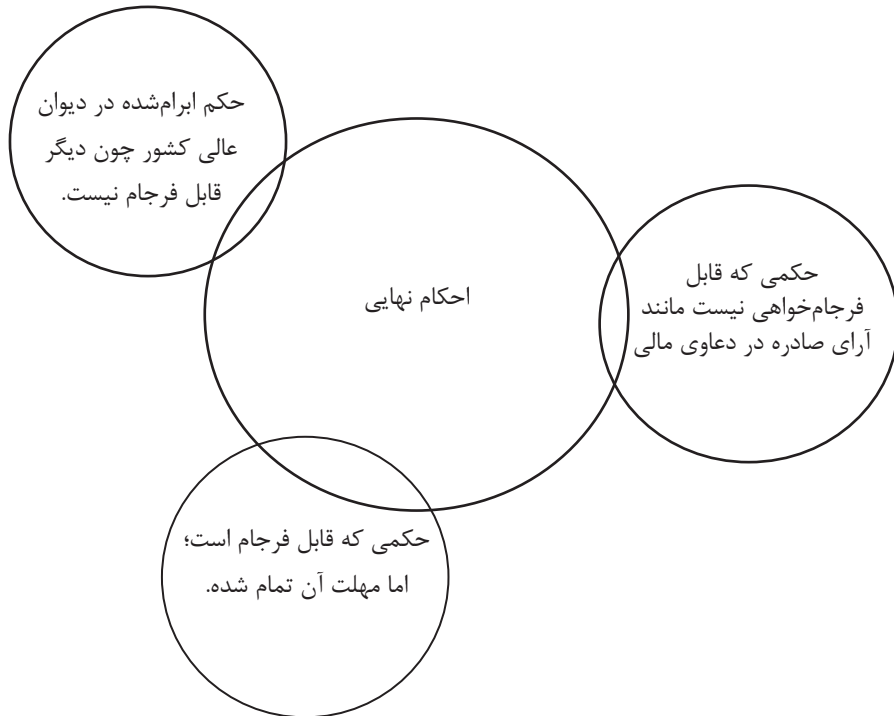 حکم ابرام‌شده در دیوان
عالی کشور چون دیگر
قابل فرجام نیست.
احکام نهایی
حکمی که قابل
فرجام‌خواهی نیست مانند
آرای صادره در دعاوی مالی
حکمی که قابل فرجام است؛
اما مهلت آن تمام شده.